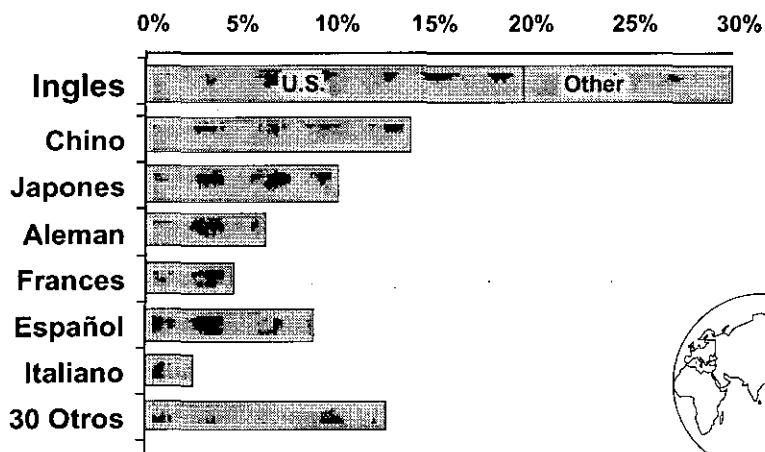 0% 5% 10% 15% 20% 25% 30%
Ingles U.S. Other
Chino
Japones
Aleman
Frances
Español
Italiano
30 Otros